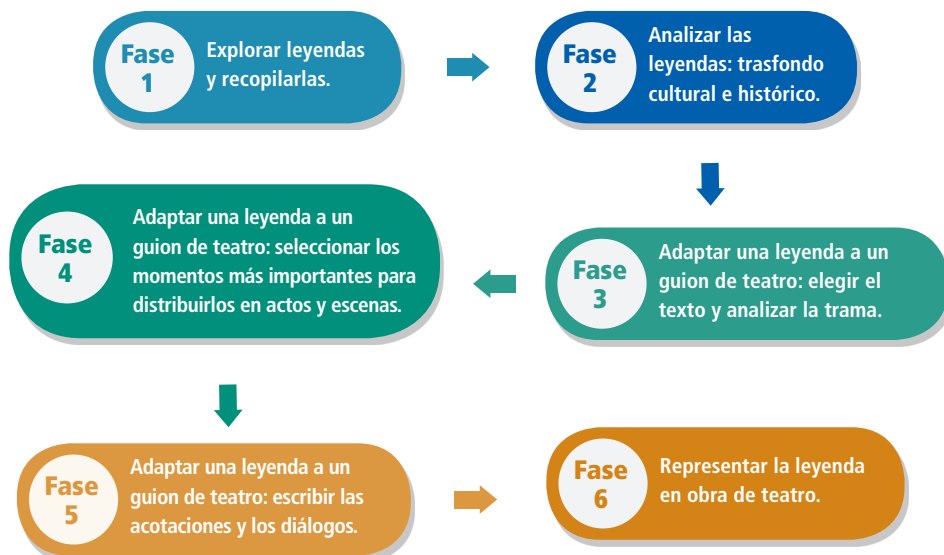 Fase
1
Explorar leyendas
y recopilarlas.
Fase
2
Analizar las
leyendas: trasfondo
cultural e histórico.
Fase
3
Adaptar una leyenda a un
guion de teatro: elegir el
texto y analizar la trama.
Fase
4
Adaptar una leyenda a un
guion de teatro: seleccionar los
momentos más importantes para
distribuirlos en actos y escenas.
Fase
5
Adaptar una leyenda a un
guion de teatro: escribir las
acotaciones y los diálogos.
Fase
6
Representar la leyenda
en obra de teatro.